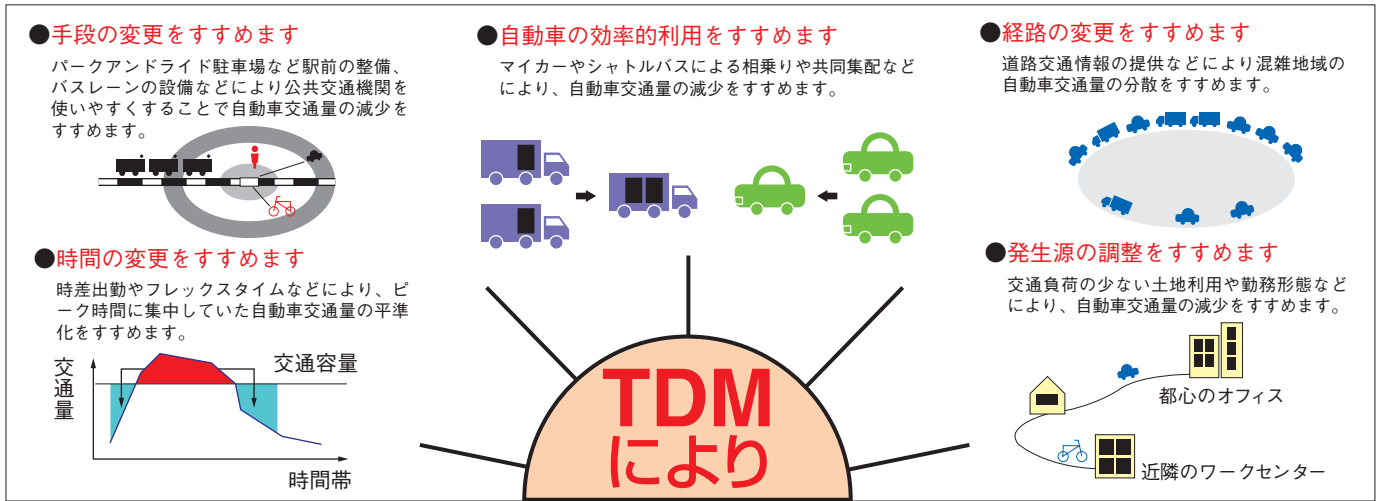 ●手段の変更をすすめます
パークアンドライド駐車場など駅前の整備、
バスレーンの設備などにより公共交通機関を
使いやすくすることで自動車交通量の減少を
すすめます。
●自動車の効率的利用をすすめます
マイカーやシャトルバスによる相乗りや共同集配など
により、自動車交通量の減少をすすめます。
●経路の変更をすすめます
道路交通情報の提供などにより混雑地域の
自動車交通量の分散をすすめます。
●時間の変更をすすめます
時差出勤やフレックスタイムなどにより、ピ
ーク時間に集中していた自動車交通量の平準
化をすすめます。
交通量
交通容量
時間帯
●発生源の調整をすすめます
交通負荷の少ない土地利用や勤務形態など
により、自動車交通量の減少をすすめます。
都心のオフィス
近隣のワークセンター
TDM
により